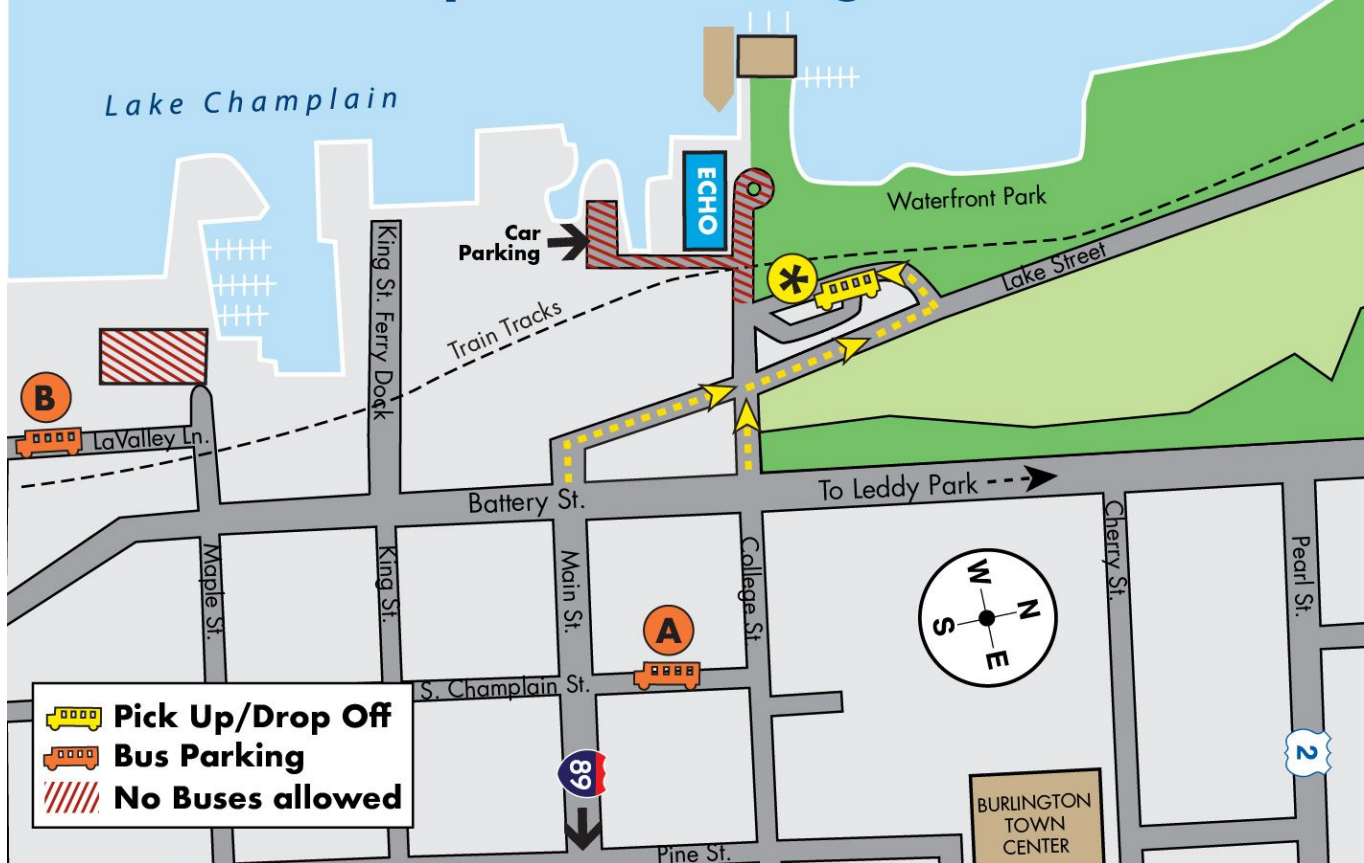 Lake Champlain
ECHO
Waterfront Park
Car
Parking
King St. Ferry Dock
Train Tracks
Lake Street
B
LaValley Ln.
Battery St.
To Leddy Park
Maple St.
King St.
Main St.
College St
Cherry St.
Pearl St.
W
N
S
E
A
S. Champlain St.
Pick Up/Drop Off
Bus Parking
No Buses allowed
89
2
BURLINGTON
TOWN
CENTER
Pine St.